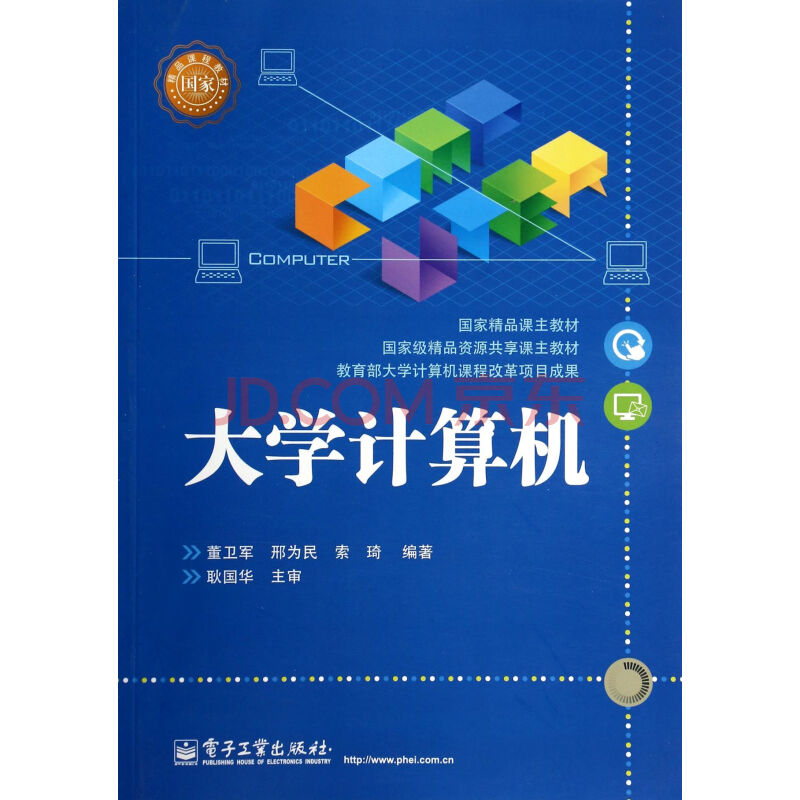 精品课程教材
国家
COMPUTER
国家精品课主教材
国家级精品资源共享课主教材
教育部大学计算机课程改革项目成果
JD.COM 京东
大学计算机
董卫军 邢为民 索 琦 编著
耿国华 主审
電子工業出版社.
PUBLISHING HOUSE OF ELECTRONICS INDUSTRY
http://www.phei.com.cn